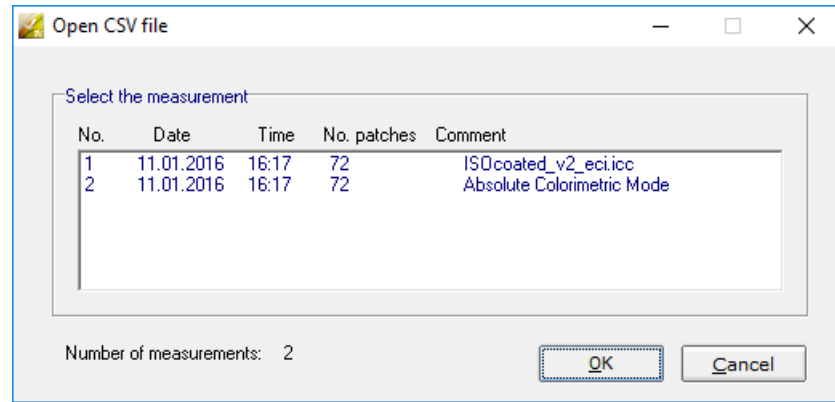 Open CSV file
Select the measurement
No. Date Time No. patches Comment
1 11.01.2016 16:17 72 ISOcoated_v2_eci.icc
2 11.01.2016 16:17 72 Absolute Colorimetric Mode
Number of measurements: 2
OK Cancel